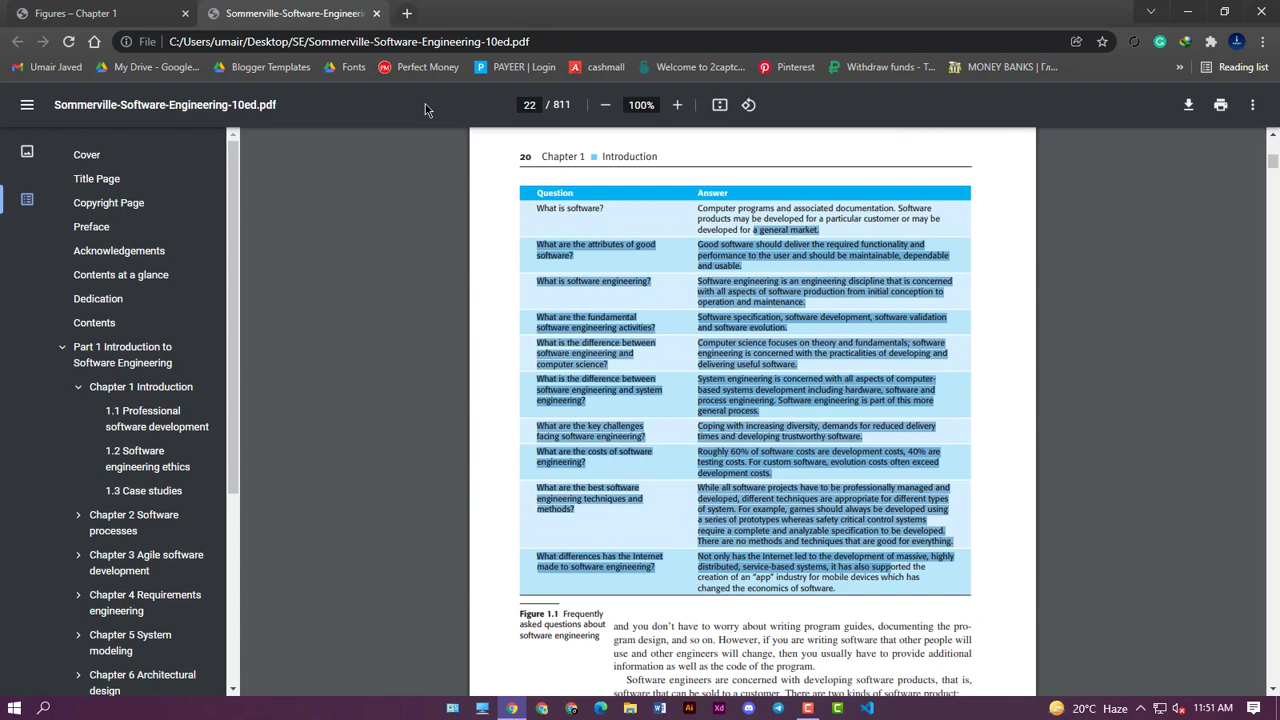 Figures - Chapter 1
Sommerville-Software-Engineerin
File
C:/Users/umair/Desktop/SE/Sommerville-Software-Engineering-10ed.pdf
Umair Javed
My Drive - Google...
Blogger Templates
Fonts
Perfect Money
PAYEER | Login
cashmall
Welcome to 2captc...
Pinterest
Withdraw funds - T...
MONEY BANKS | Гл...
»
Reading list
Sommerville-Software-Engineering-10ed.pdf
22 / 811
100%
Cover
Title Page
Copyright Page
Preface
Acknowledgements
Contents at a glance
Dedication
Contents
Part 1 Introduction to
Software Engineering
Chapter 1 Introduction
1.1 Professional
software development
1.2 Software
engineering ethics
1.3 Case studies
Chapter 2 Software
processes
Chapter 3 Agile software
development
Chapter 4 Requirements
engineering
Chapter 5 System
modeling
Chapter 6 Architectural
design
20 Chapter 1 ■ Introduction
Question Answer
What is software? Computer programs and associated documentation. Software
products may be developed for a particular customer or may be
developed for a general market.
What are the attributes of good Good software should deliver the required functionality and
software? performance to the user and should be maintainable, dependable
and usable.
What is software engineering? Software engineering is an engineering discipline that is concerned
with all aspects of software production from initial conception to
operation and maintenance.
What are the fundamental Software specification, software development, software validation
software engineering activities? and software evolution.
What is the difference between Computer science focuses on theory and fundamentals; software
software engineering and engineering is concerned with the practicalities of developing and
computer science? delivering useful software.
What is the difference between System engineering is concerned with all aspects of computer-
software engineering and system based systems development including hardware, software and
engineering? process engineering. Software engineering is part of this more
general process.
What are the key challenges Coping with increasing diversity, demands for reduced delivery
facing software engineering? times and developing trustworthy software.
What are the costs of software Roughly 60% of software costs are development costs, 40% are
engineering? testing costs. For custom software, evolution costs often exceed
development costs.
What are the best software While all software projects have to be professionally managed and
engineering techniques and developed, different techniques are appropriate for different types
methods? of system. For example, games should always be developed using
a series of prototypes whereas safety critical control systems
require a complete and analyzable specification to be developed.
There are no methods and techniques that are good for everything.
What differences has the Internet Not only has the Internet led to the development of massive, highly
made to software engineering? distributed, service-based systems, it has also supported the
creation of an "app" industry for mobile devices which has
changed the economics of software.
Figure 1.1 Frequently
asked questions about
software engineering
and you don't have to worry about writing program guides, documenting the pro-
gram design, and so on. However, if you are writing software that other people will
use and other engineers will change, then you usually have to provide additional
information as well as the code of the program.
Software engineers are concerned with developing software products, that is,
software that can be sold to a customer. There are two kinds of software product:
20°C Haze
11:51 AM